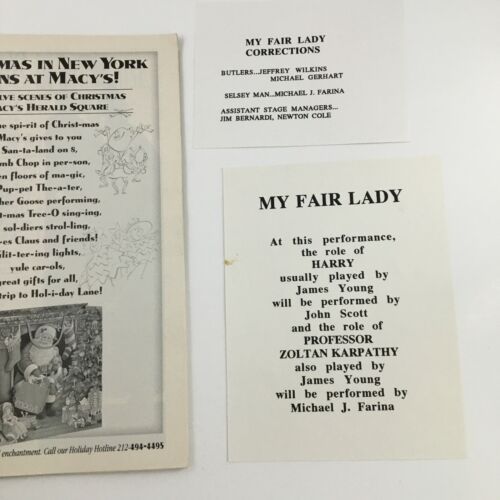 MAS IN NEW YORK
NS AT MACY'S!
IVE SCENES OF CHRISTMAS
ACY'S HERALD SQUARE
e spi-rit of Christ-mas
Macy's gives to you
San-ta-land on 8,
mb Chop in per-son,
en floors of ma-gic,
Pup-pet The-a-ter,
her Goose performing,
t-mas Tree-O sing-ing,
sol-diers strol-ling,
es Claus and friends!
lit-ter-ing lights,
yule car-ols,
great gifts for all,
trip to Hol-i-day Lane!
enchantment. Call our Holiday Hotline 212-494-4495
MY FAIR LADY
CORRECTIONS
BUTLERS...JEFFREY WILKINS
MICHAEL GERHART
SELSEY MAN...MICHAEL J. FARINA
ASSISTANT STAGE MANAGERS...
JIM BERNARDI, NEWTON COLE
MY FAIR LADY
At this performance,
the role of
HARRY
usually played by
James Young
will be performed by
John Scott
and the role of
PROFESSOR
ZOLTAN KARPATHY
also played by
James Young
will be performed by
Michael J. Farina